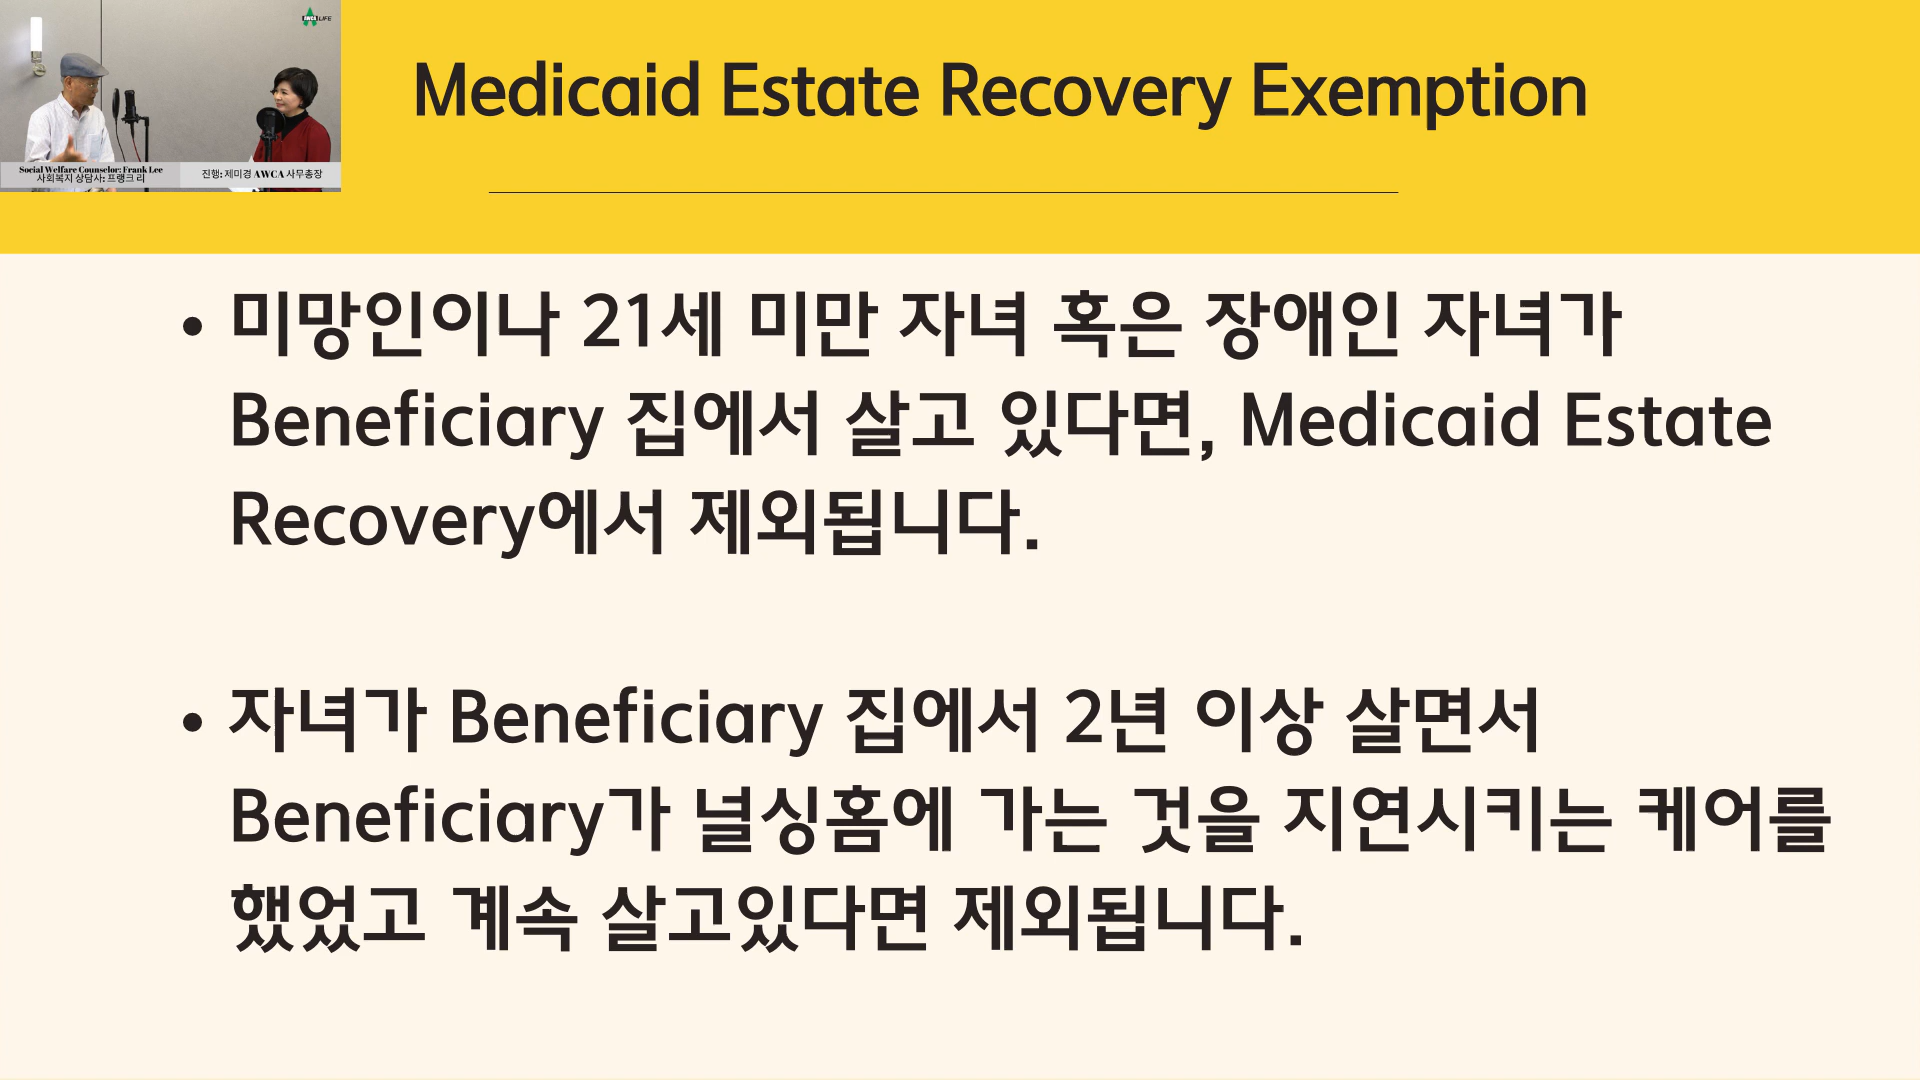 AWCA LIFE
Medicaid Estate Recovery Exemption
Social Welfare Counselor: Frank Lee
사회복지 상담사: 프랭크 리
진행: 제미경 AWCA 사무총장
• 미망인이나 21세 미만 자녀 혹은 장애인 자녀가
Beneficiary 집에서 살고 있다면, Medicaid Estate
Recovery에서 제외됩니다.
• 자녀가 Beneficiary 집에서 2년 이상 살면서
Beneficiary가 널싱홈에 가는 것을 지연시키는 케어를
했었고 계속 살고있다면 제외됩니다.